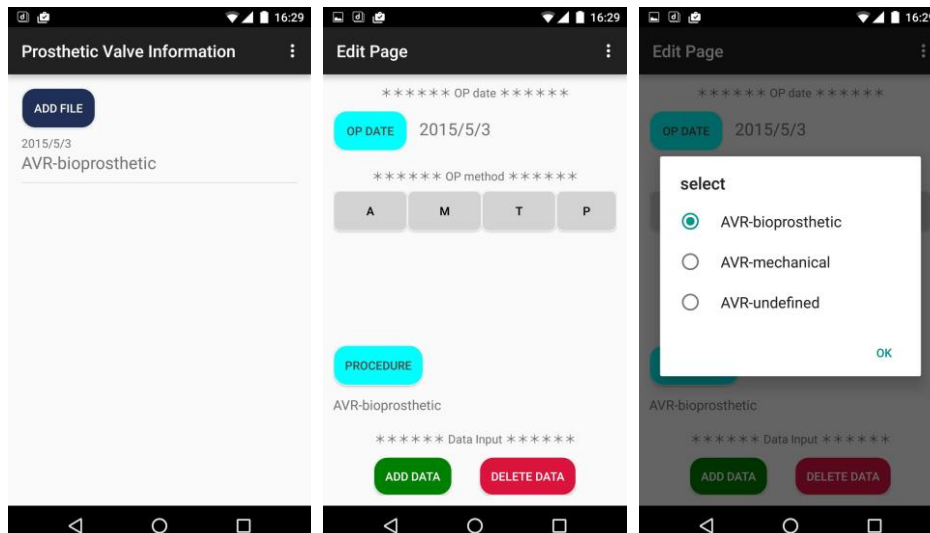 16:29
Prosthetic Valve Information
ADD FILE
2015/5/3
AVR-bioprosthetic
16:29
Edit Page
****** OP date ******
OP DATE 2015/5/3
****** OP method ******
A M T P
PROCEDURE
AVR-bioprosthetic
****** Data Input ******
ADD DATA DELETE DATA
16:29
Edit Page
****** OP date ******
OP DATE 2015/5/3
select
AVR-bioprosthetic
AVR-mechanical
AVR-undefined
OK
AVR-bioprosthetic
****** Data Input ******
ADD DATA DELETE DATA